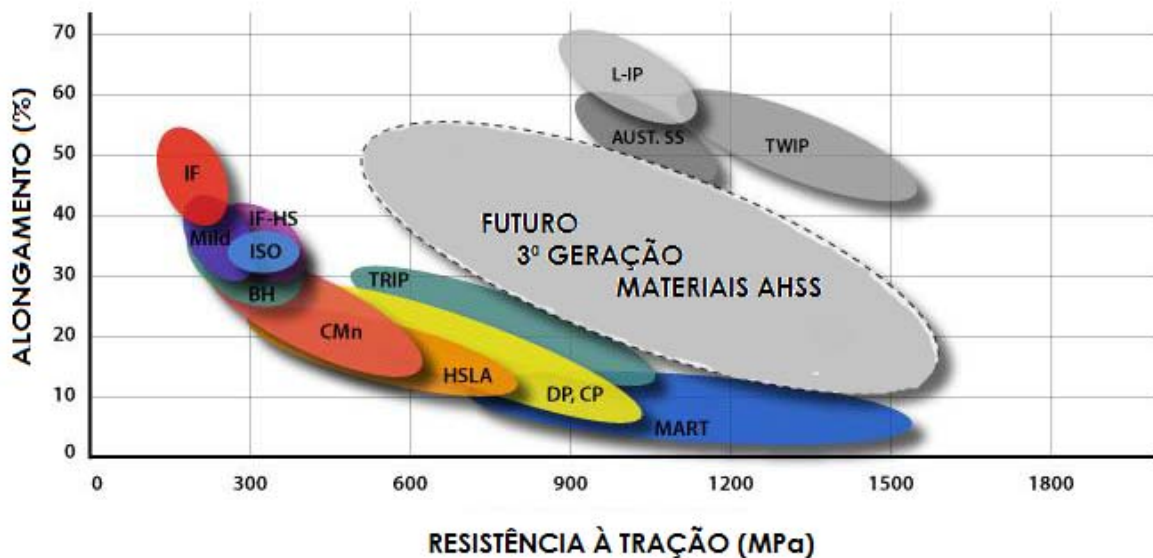 ALONGAMENTO (%)
70
60
50
40
30
20
10
0
L-IP
AUST. SS
TWIP
IF
IF-HS
Mild
ISO
BH
FUTURO
3º GERAÇÃO
MATERIAIS AHSS
TRIP
CMn
HSLA
DP, CP
MART
0 300 600 900 1200 1500 1800
RESISTÊNCIA À TRAÇÃO (MPa)